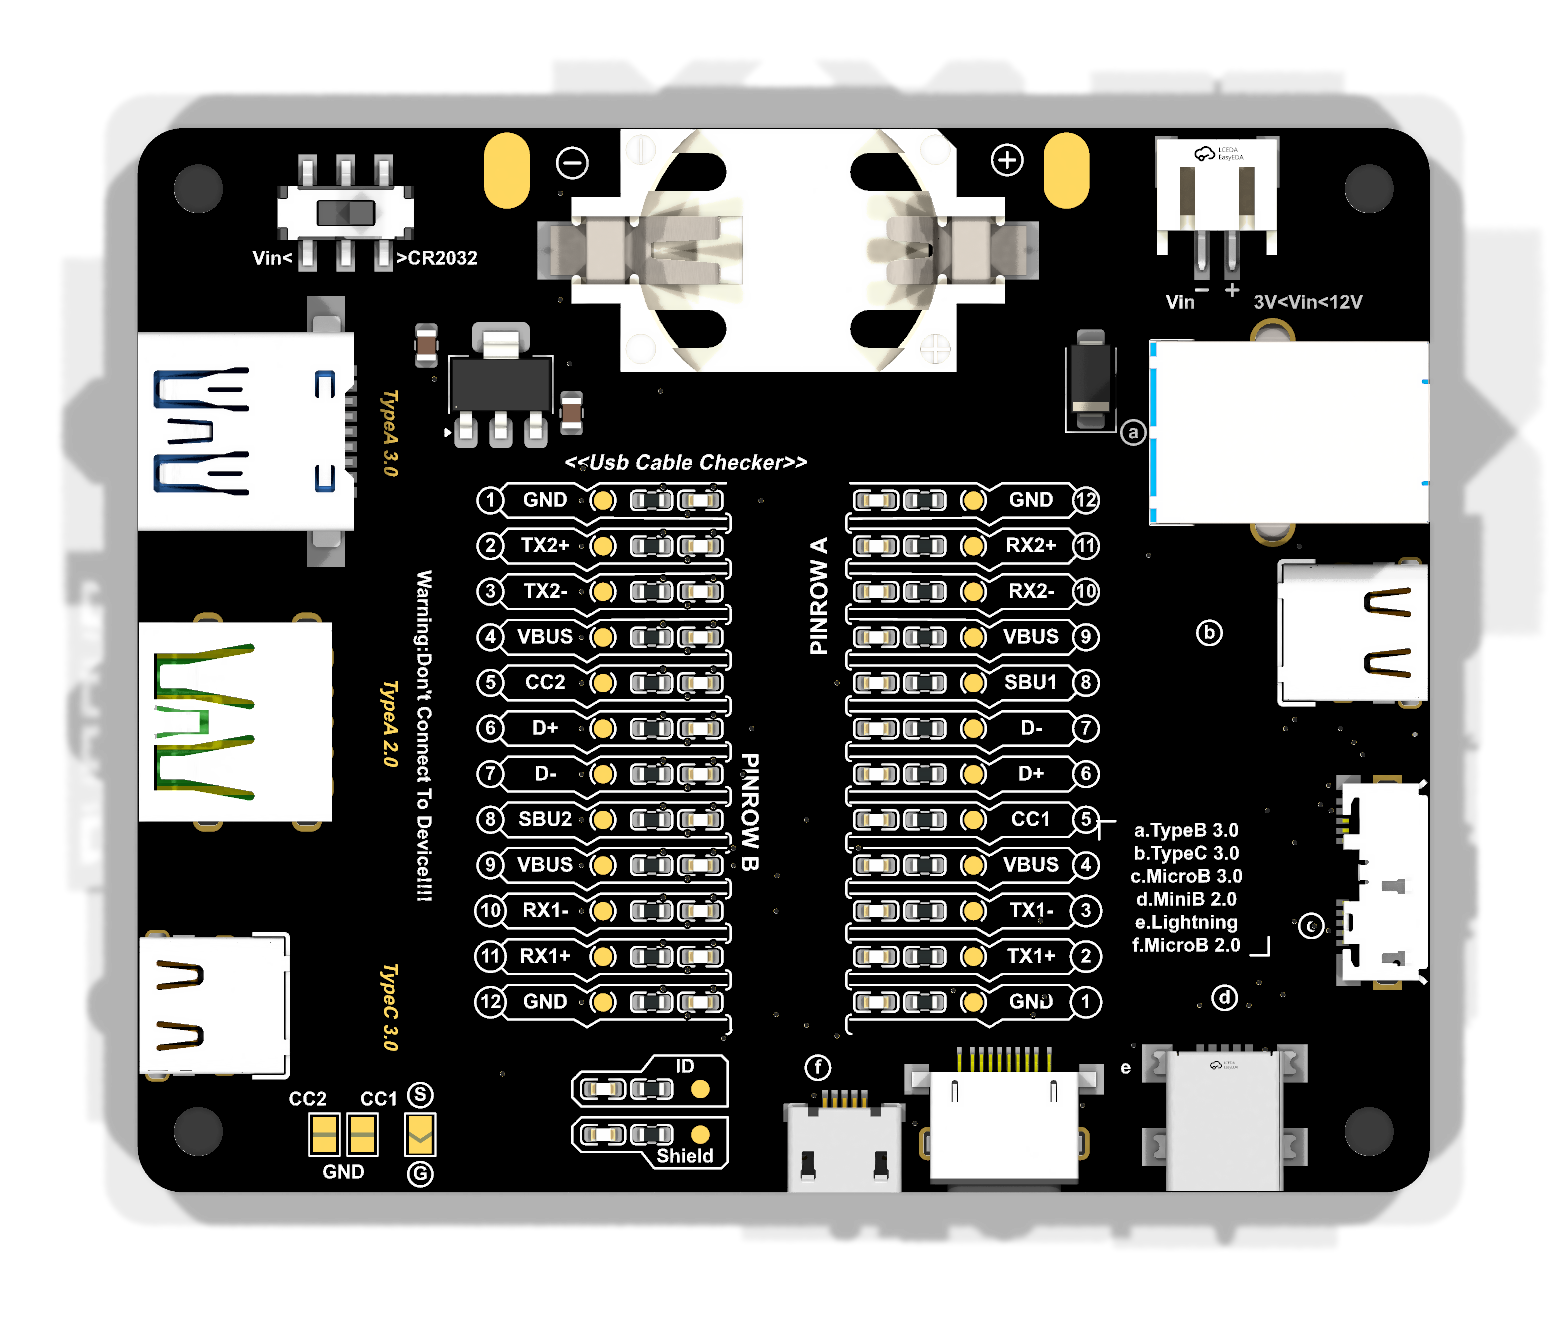 LCEDA
EasyEDA
Vin< >CR2032
Vin - + 3V<Vin<12V
TypeA 3.0
a
<<Usb Cable Checker>>
1 GND
2 TX2+
3 TX2-
4 VBUS
5 CC2
6 D+
7 D-
8 SBU2
9 VBUS
10 RX1-
11 RX1+
12 GND
PINROW B
PINROW A
GND 12
RX2+ 11
RX2- 10
VBUS 9
SBU1 8
D- 7
D+ 6
CC1 5
VBUS 4
TX1- 3
TX1+ 2
GND 1
Warning:Don't Connect To Device!!!!
TypeA 2.0
TypeC 3.0
b
a.TypeB 3.0
b.TypeC 3.0
c.MicroB 3.0
d.MiniB 2.0
e.Lightning
f.MicroB 2.0
c
d
e
f
ID
Shield
CC2 CC1 S
GND G